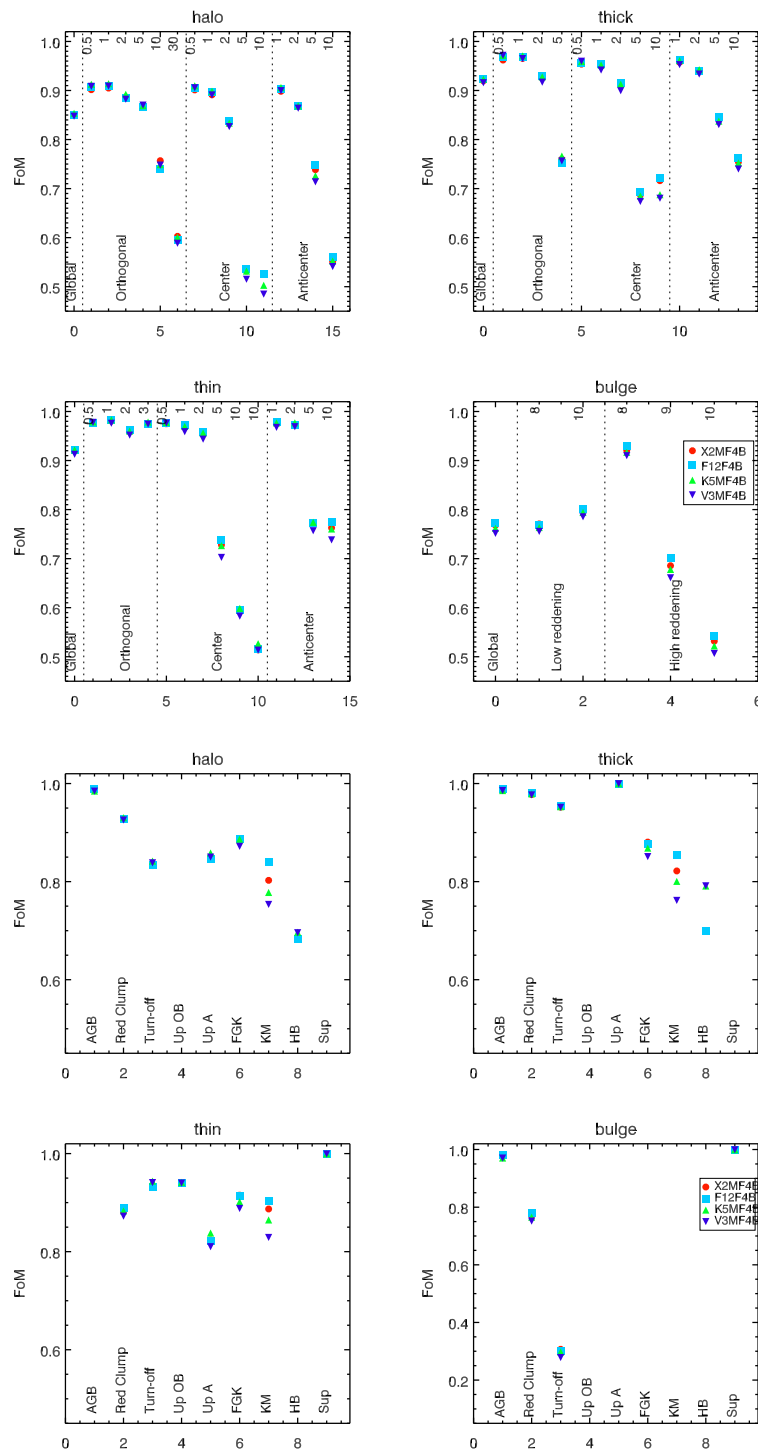 halo
0.5 1 2 5 10 30 0.5 1 2 5 10 1 2 5 10
1.0
0.9
0.8
0.7
0.6
0.5
FoM
Global Orthogonal Center Anticenter
0 5 10 15
thick
0.5 1 2 3 0.5 1 2 5 10 1 2 5 10
1.0
0.9
0.8
0.7
0.6
0.5
FoM
Global Orthogonal Center Anticenter
0 5 10
thin
0.5 1 2 3 0.5 1 2 5 10 10 1 2 5 10
1.0
0.9
0.8
0.7
0.6
0.5
FoM
Global Orthogonal Center Anticenter
0 5 10 15
bulge
8 10 8 9 10
1.0
0.9
0.8
0.7
0.6
0.5
FoM
X2MF4B
F12F4B
K5MF4B
V3MF4B
Global Low reddening High reddening
0 2 4 6
halo
1.0
0.8
0.6
FoM
AGB Red Clump Turn-off Up OB Up A FGK KM HB Sup
0 2 4 6 8
thick
1.0
0.8
0.6
FoM
AGB Red Clump Turn-off Up OB Up A FGK KM HB Sup
0 2 4 6 8
thin
1.0
0.8
0.6
FoM
AGB Red Clump Turn-off Up OB Up A FGK KM HB Sup
0 2 4 6 8
bulge
1.0
0.8
0.6
0.4
0.2
FoM
X2MF4B
F12F4B
K5MF4B
V3MF4B
AGB Red Clump Turn-off Up OB Up A FGK KM HB Sup
0 2 4 6 8